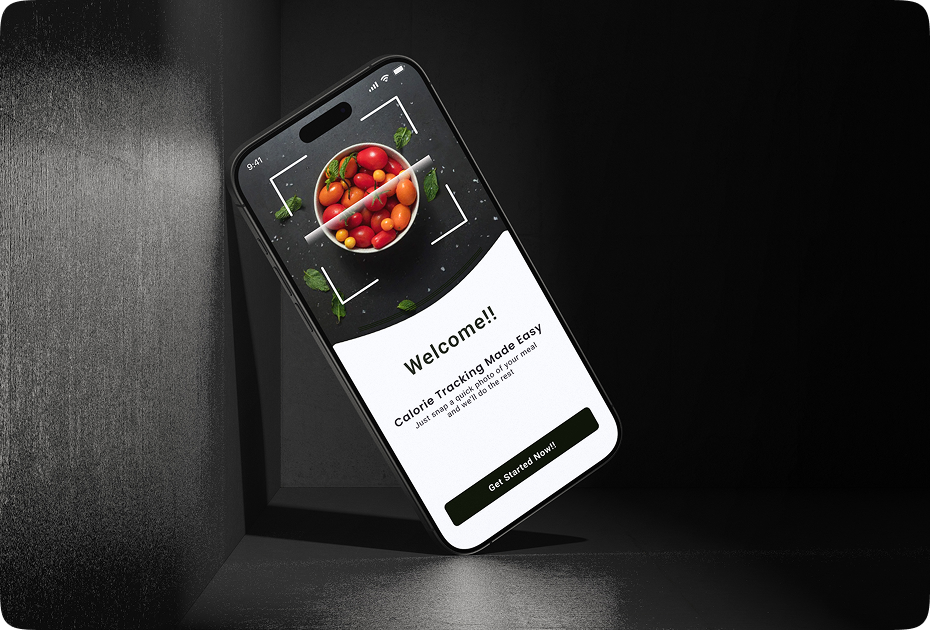 9:41
Welcome!!
Calorie Tracking Made Easy
Just snap a quick photo of your meal
and we'll do the rest
Get Started Now!!